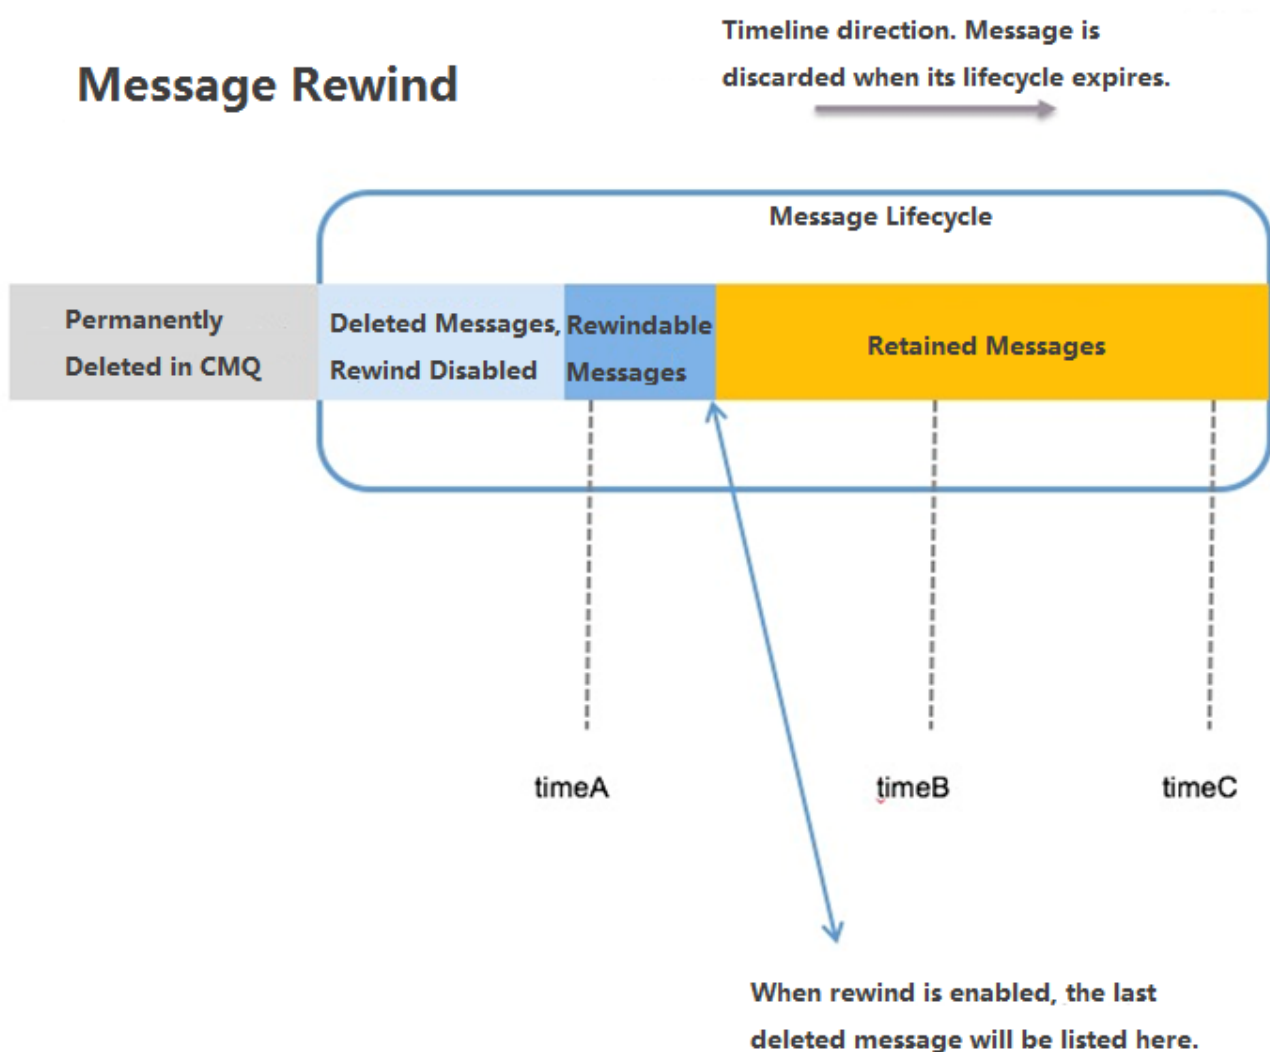 Timeline direction. Message is
discarded when its lifecycle expires.
Message Rewind
Message Lifecycle
Permanently
Deleted in CMQ
Deleted Messages,
Rewind Disabled
Rewindable
Messages
Retained Messages
timeA
timeB
timeC
When rewind is enabled, the last
deleted message will be listed here.